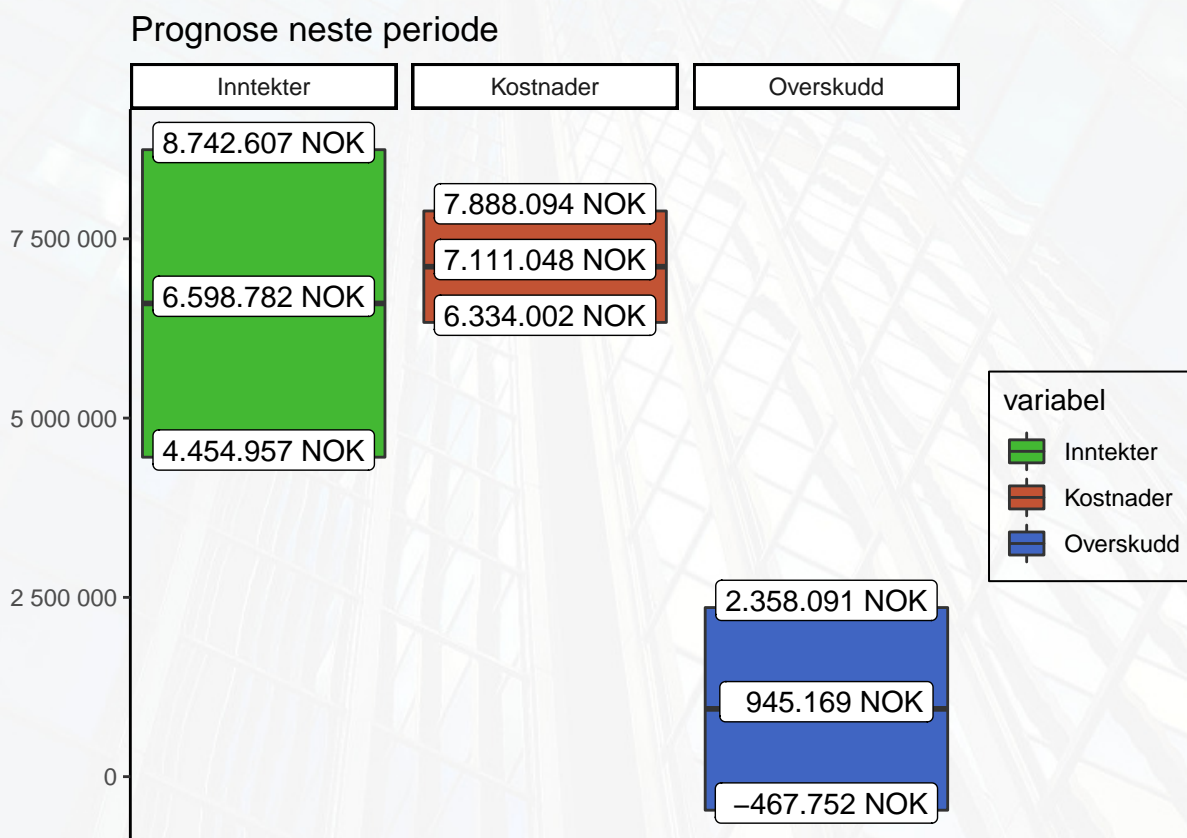 Prognose neste periode
Inntekter
Kostnader
Overskudd
8.742.607 NOK
6.598.782 NOK
4.454.957 NOK
7.888.094 NOK
7.111.048 NOK
6.334.002 NOK
2.358.091 NOK
945.169 NOK
−467.752 NOK
7 500 000
5 000 000
2 500 000
0
variabel
Inntekter
Kostnader
Overskudd